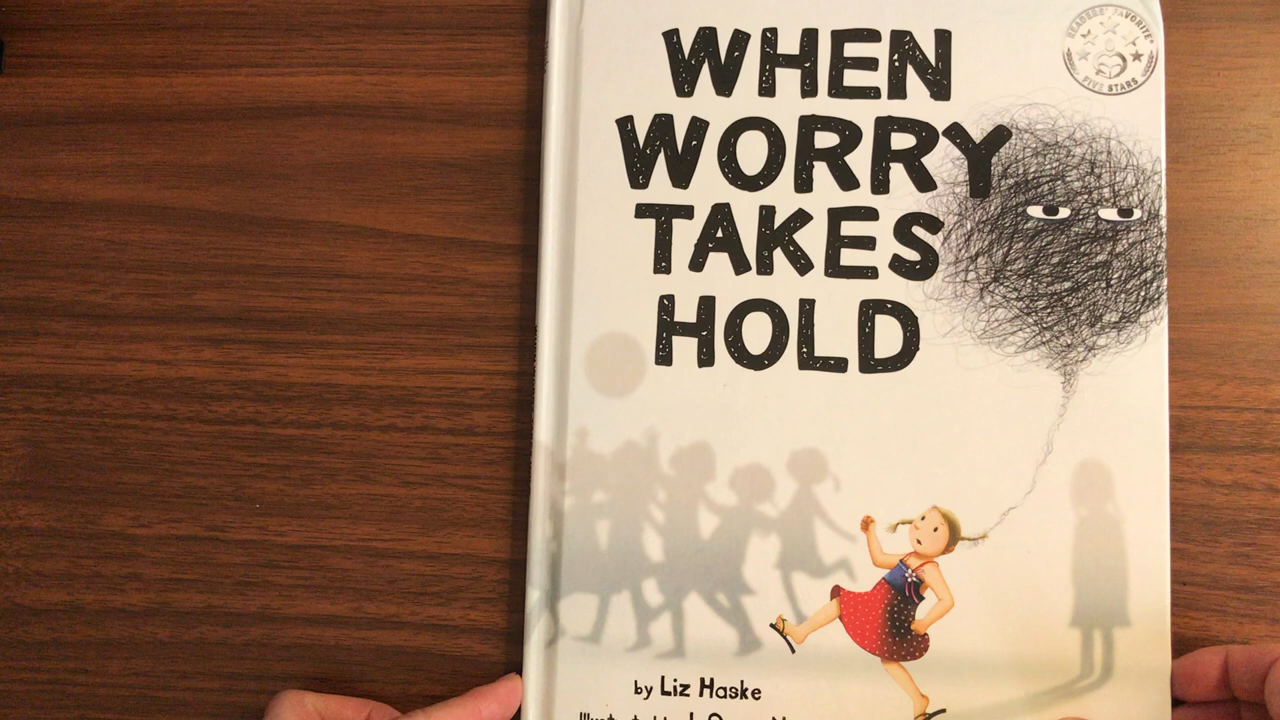 READERS' FAVORITE®
FIVE STARS
WHEN
WORRY
TAKES
HOLD
by Liz Haske